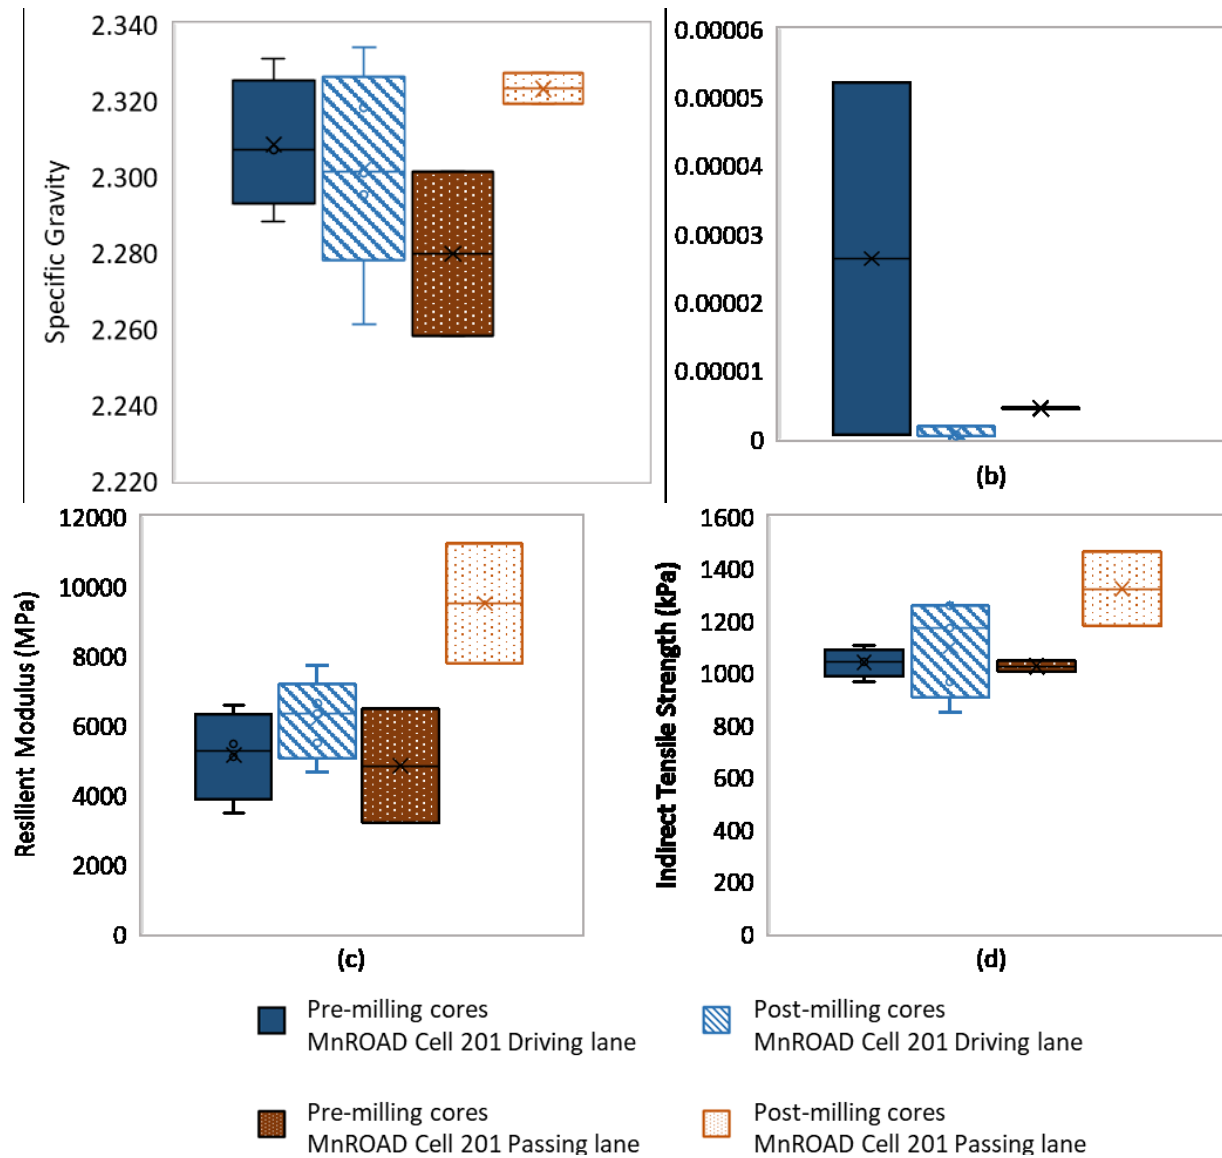 Specific Gravity
2.340
2.320
2.300
2.280
2.260
2.240
2.220
0.00006
0.00005
0.00004
0.00003
0.00002
0.00001
0
(b)
Resilient Modulus (MPa)
12000
10000
8000
6000
4000
2000
0
(c)
Indirect Tensile Strength (kPa)
1600
1400
1200
1000
800
600
400
200
0
(d)
Pre-milling cores
MnROAD Cell 201 Driving lane
Post-milling cores
MnROAD Cell 201 Driving lane
Pre-milling cores
MnROAD Cell 201 Passing lane
Post-milling cores
MnROAD Cell 201 Passing lane